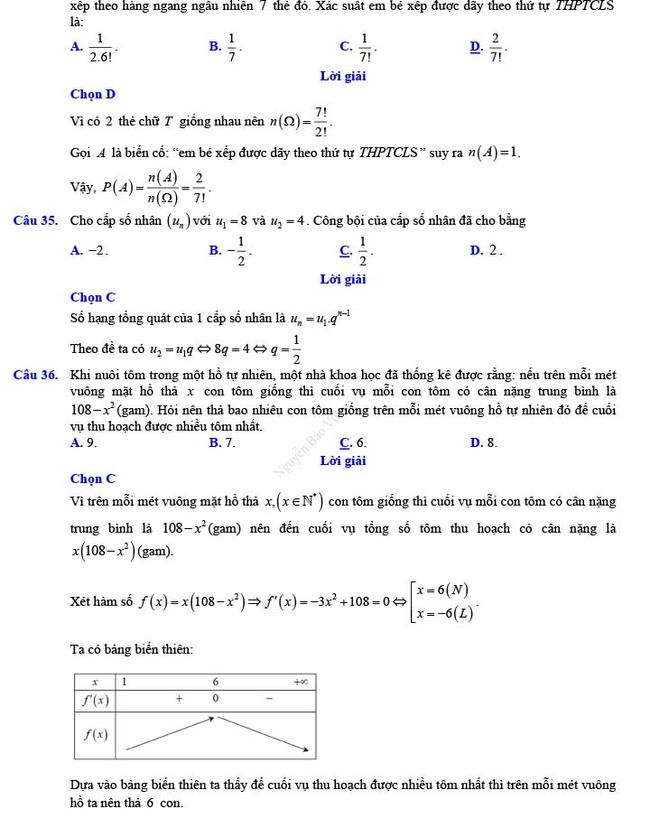 xếp theo hàng ngang ngẫu nhiên 7 thẻ đó. Xác suất em bé xếp được dãy theo thứ tự THPTCLS
là:
A. 1/(2.6!). B. 1/7. C. 1/7!. D. 2/7!.
Lời giải
Chọn D
Vì có 2 thẻ chữ T giống nhau nên n(Ω) = 7!/2!.
Gọi A là biến cố: “em bé xếp được dãy theo thứ tự THPTCLS” suy ra n(A) = 1.
Vậy, P(A) = n(A)/n(Ω) = 2/7!.
Câu 35. Cho cấp số nhân (uₙ) với u₁ = 8 và u₂ = 4. Công bội của cấp số nhân đã cho bằng
A. −2. B. −1/2. C. 1/2. D. 2.
Lời giải
Chọn C
Số hạng tổng quát của 1 cấp số nhân là uₙ = u₁.qⁿ⁻¹
Theo đề ta có u₂ = u₁q ⇔ 8q = 4 ⇔ q = 1/2
Câu 36. Khi nuôi tôm trong một hồ tự nhiên, một nhà khoa học đã thống kê được rằng: nếu trên mỗi mét
vuông mặt hồ thả x con tôm giống thì cuối vụ mỗi con tôm có cân nặng trung bình là
108 − x² (gam). Hỏi nên thả bao nhiêu con tôm giống trên mỗi mét vuông hồ tự nhiên đó để cuối
vụ thu hoạch được nhiều tôm nhất.
A. 9. B. 7. C. 6. D. 8.
Lời giải
Nguyễn Bảo V
Chọn C
Vì trên mỗi mét vuông mặt hồ thả x, (x ∈ ℕ*) con tôm giống thì cuối vụ mỗi con tôm có cân nặng
trung bình là 108 − x² (gam) nên đến cuối vụ tổng số tôm thu hoạch có cân nặng là
x(108 − x²)(gam).
Xét hàm số f(x) = x(108 − x²) ⇒ f'(x) = −3x² + 108 = 0 ⇔ [x = 6(N)
x = −6(L).
Ta có bảng biến thiên:
x 1 6 +∞
f'(x) + 0 −
f(x)
Dựa vào bảng biến thiên ta thấy để cuối vụ thu hoạch được nhiều tôm nhất thì trên mỗi mét vuông
hồ ta nên thả 6 con.